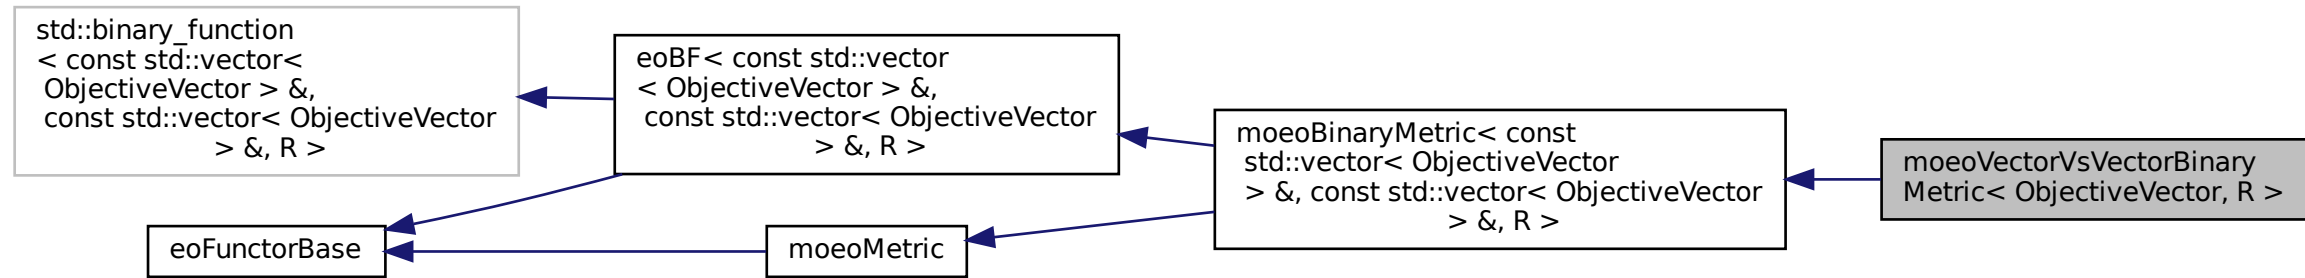 std::binary_function
< const std::vector<
ObjectiveVector > &,
const std::vector< ObjectiveVector
> &, R >
eoBF< const std::vector
< ObjectiveVector > &,
const std::vector< ObjectiveVector
> &, R >
moeoBinaryMetric< const
std::vector< ObjectiveVector
> &, const std::vector< ObjectiveVector
> &, R >
moeoVectorVsVectorBinary
Metric< ObjectiveVector, R >
eoFunctorBase
moeoMetric